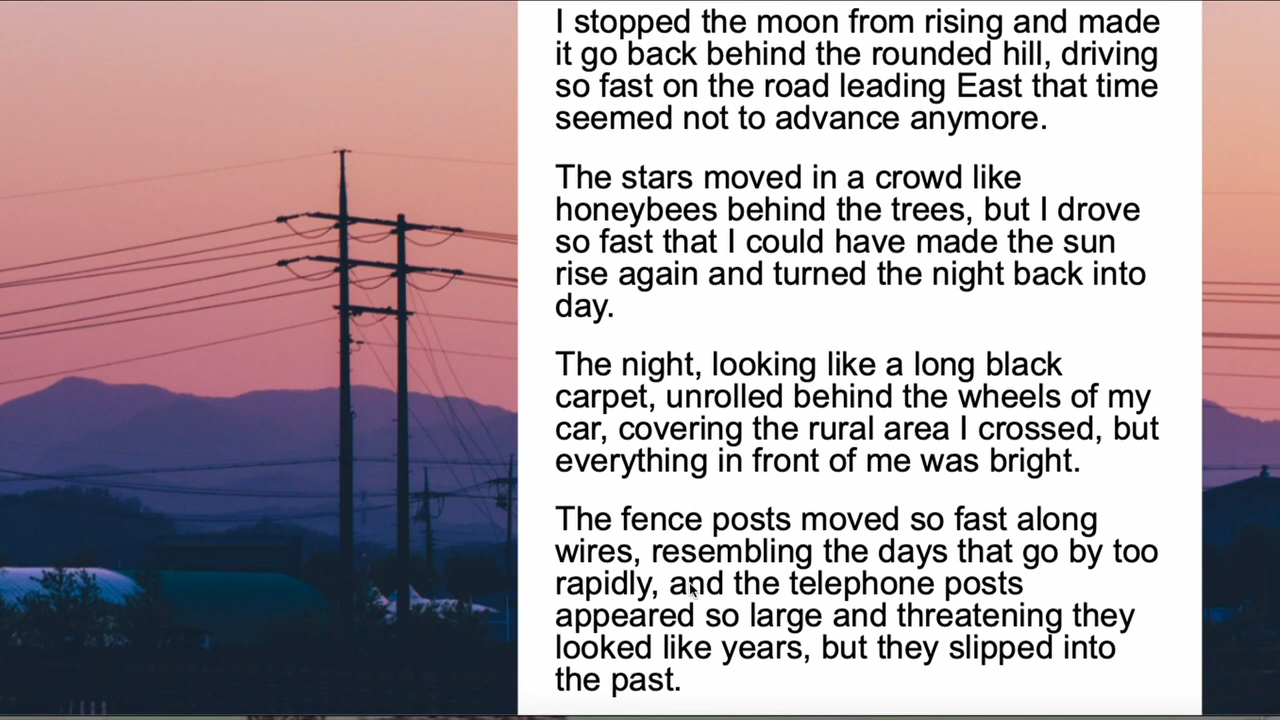 I stopped the moon from rising and made
it go back behind the rounded hill, driving
so fast on the road leading East that time
seemed not to advance anymore.
The stars moved in a crowd like
honeybees behind the trees, but I drove
so fast that I could have made the sun
rise again and turned the night back into
day.
The night, looking like a long black
carpet, unrolled behind the wheels of my
car, covering the rural area I crossed, but
everything in front of me was bright.
The fence posts moved so fast along
wires, resembling the days that go by too
rapidly, and the telephone posts
appeared so large and threatening they
looked like years, but they slipped into
the past.